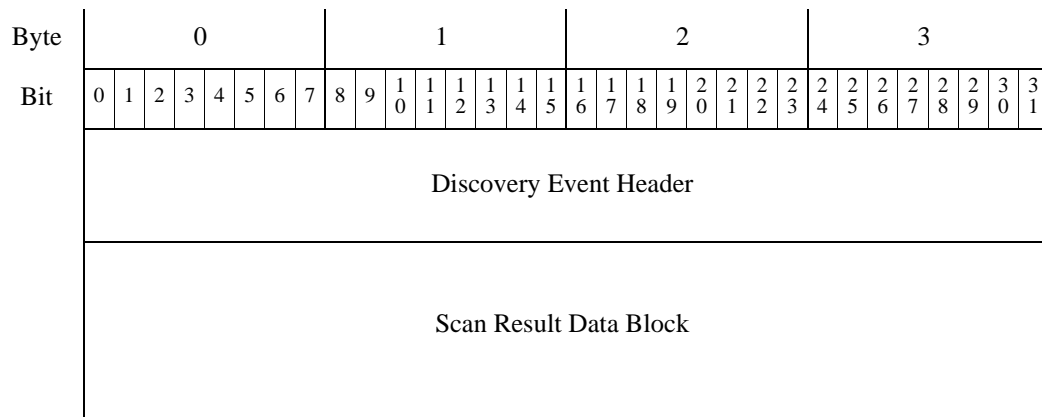 Byte 0 1 2 3
Bit 0 1 2 3 4 5 6 7 8 9 10 11 12 13 14 15 16 17 18 19 20 21 22 23 24 25 26 27 28 29 30 31
Discovery Event Header
Scan Result Data Block